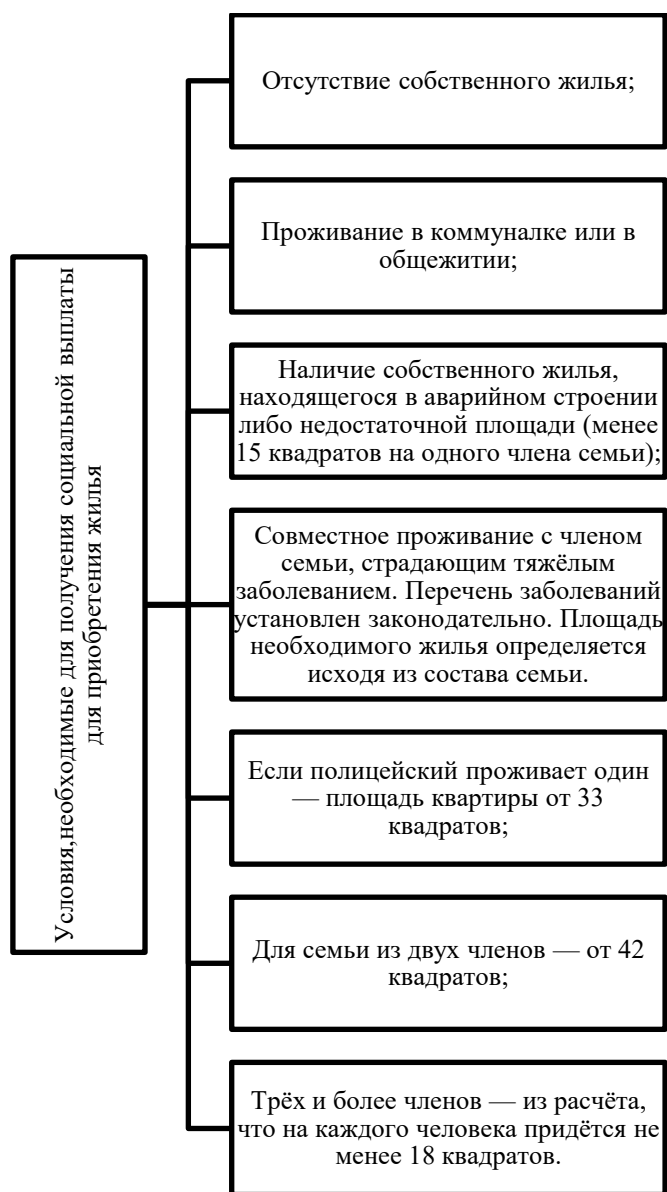 Условия,необходимые для получения социальной выплаты
для приобретения жилья
Отсутствие собственного жилья;
Проживание в коммуналке или в
общежитии;
Наличие собственного жилья,
находящегося в аварийном строении
либо недостаточной площади (менее
15 квадратов на одного члена семьи);
Совместное проживание с членом
семьи, страдающим тяжёлым
заболеванием. Перечень заболеваний
установлен законодательно. Площадь
необходимого жилья определяется
исходя из состава семьи.
Если полицейский проживает один
— площадь квартиры от 33
квадратов;
Для семьи из двух членов — от 42
квадратов;
Трёх и более членов — из расчёта,
что на каждого человека придётся не
менее 18 квадратов.